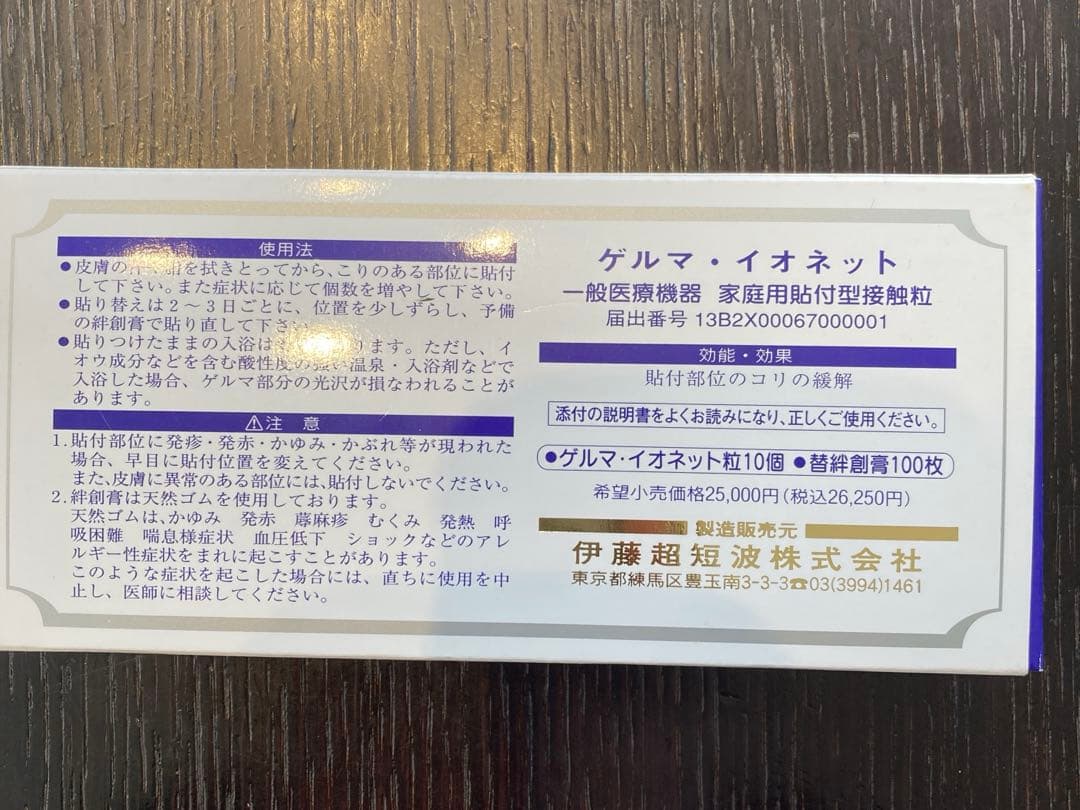 使用法
●皮膚の汗、脂を拭きとってから、こりのある部位に貼付
して下さい。また症状に応じて個数を増やして下さい。
●貼り替えは2～3日ごとに、位置を少しずらし、予備
の絆創膏で貼り直して下さ
●貼りつけたままの入浴は ります。ただし、イ
オウ成分などを含む酸性度の強い温泉・入浴剤などで
入浴した場合、ゲルマ部分の光沢が損なわれることが
あります。
⚠注 意
1.貼付部位に発疹・発赤・かゆみ・かぶれ等が現われた
場合、早目に貼付位置を変えてください。
また、皮膚に異常のある部位には、貼付しないでください。
2.絆創膏は天然ゴムを使用しております。
天然ゴムは、かゆみ 発赤 蕁麻疹 むくみ 発熱 呼
吸困難 喘息様症状 血圧低下 ショックなどのアレ
ルギー性症状をまれに起こすことがあります。
このような症状を起こした場合には、直ちに使用を中
止し、医師に相談してください。
ゲルマ・イオネット
一般医療機器 家庭用貼付型接触粒
届出番号 13B2X00067000001
効能・効果
貼付部位のコリの緩解
添付の説明書をよくお読みになり、正しくご使用ください。
●ゲルマ・イオネット粒10個 ●替絆創膏100枚
希望小売価格25,000円(税込26,250円)
製造販売元
伊藤超短波株式会社
東京都練馬区豊玉南3-3-3☎03(3994)1461